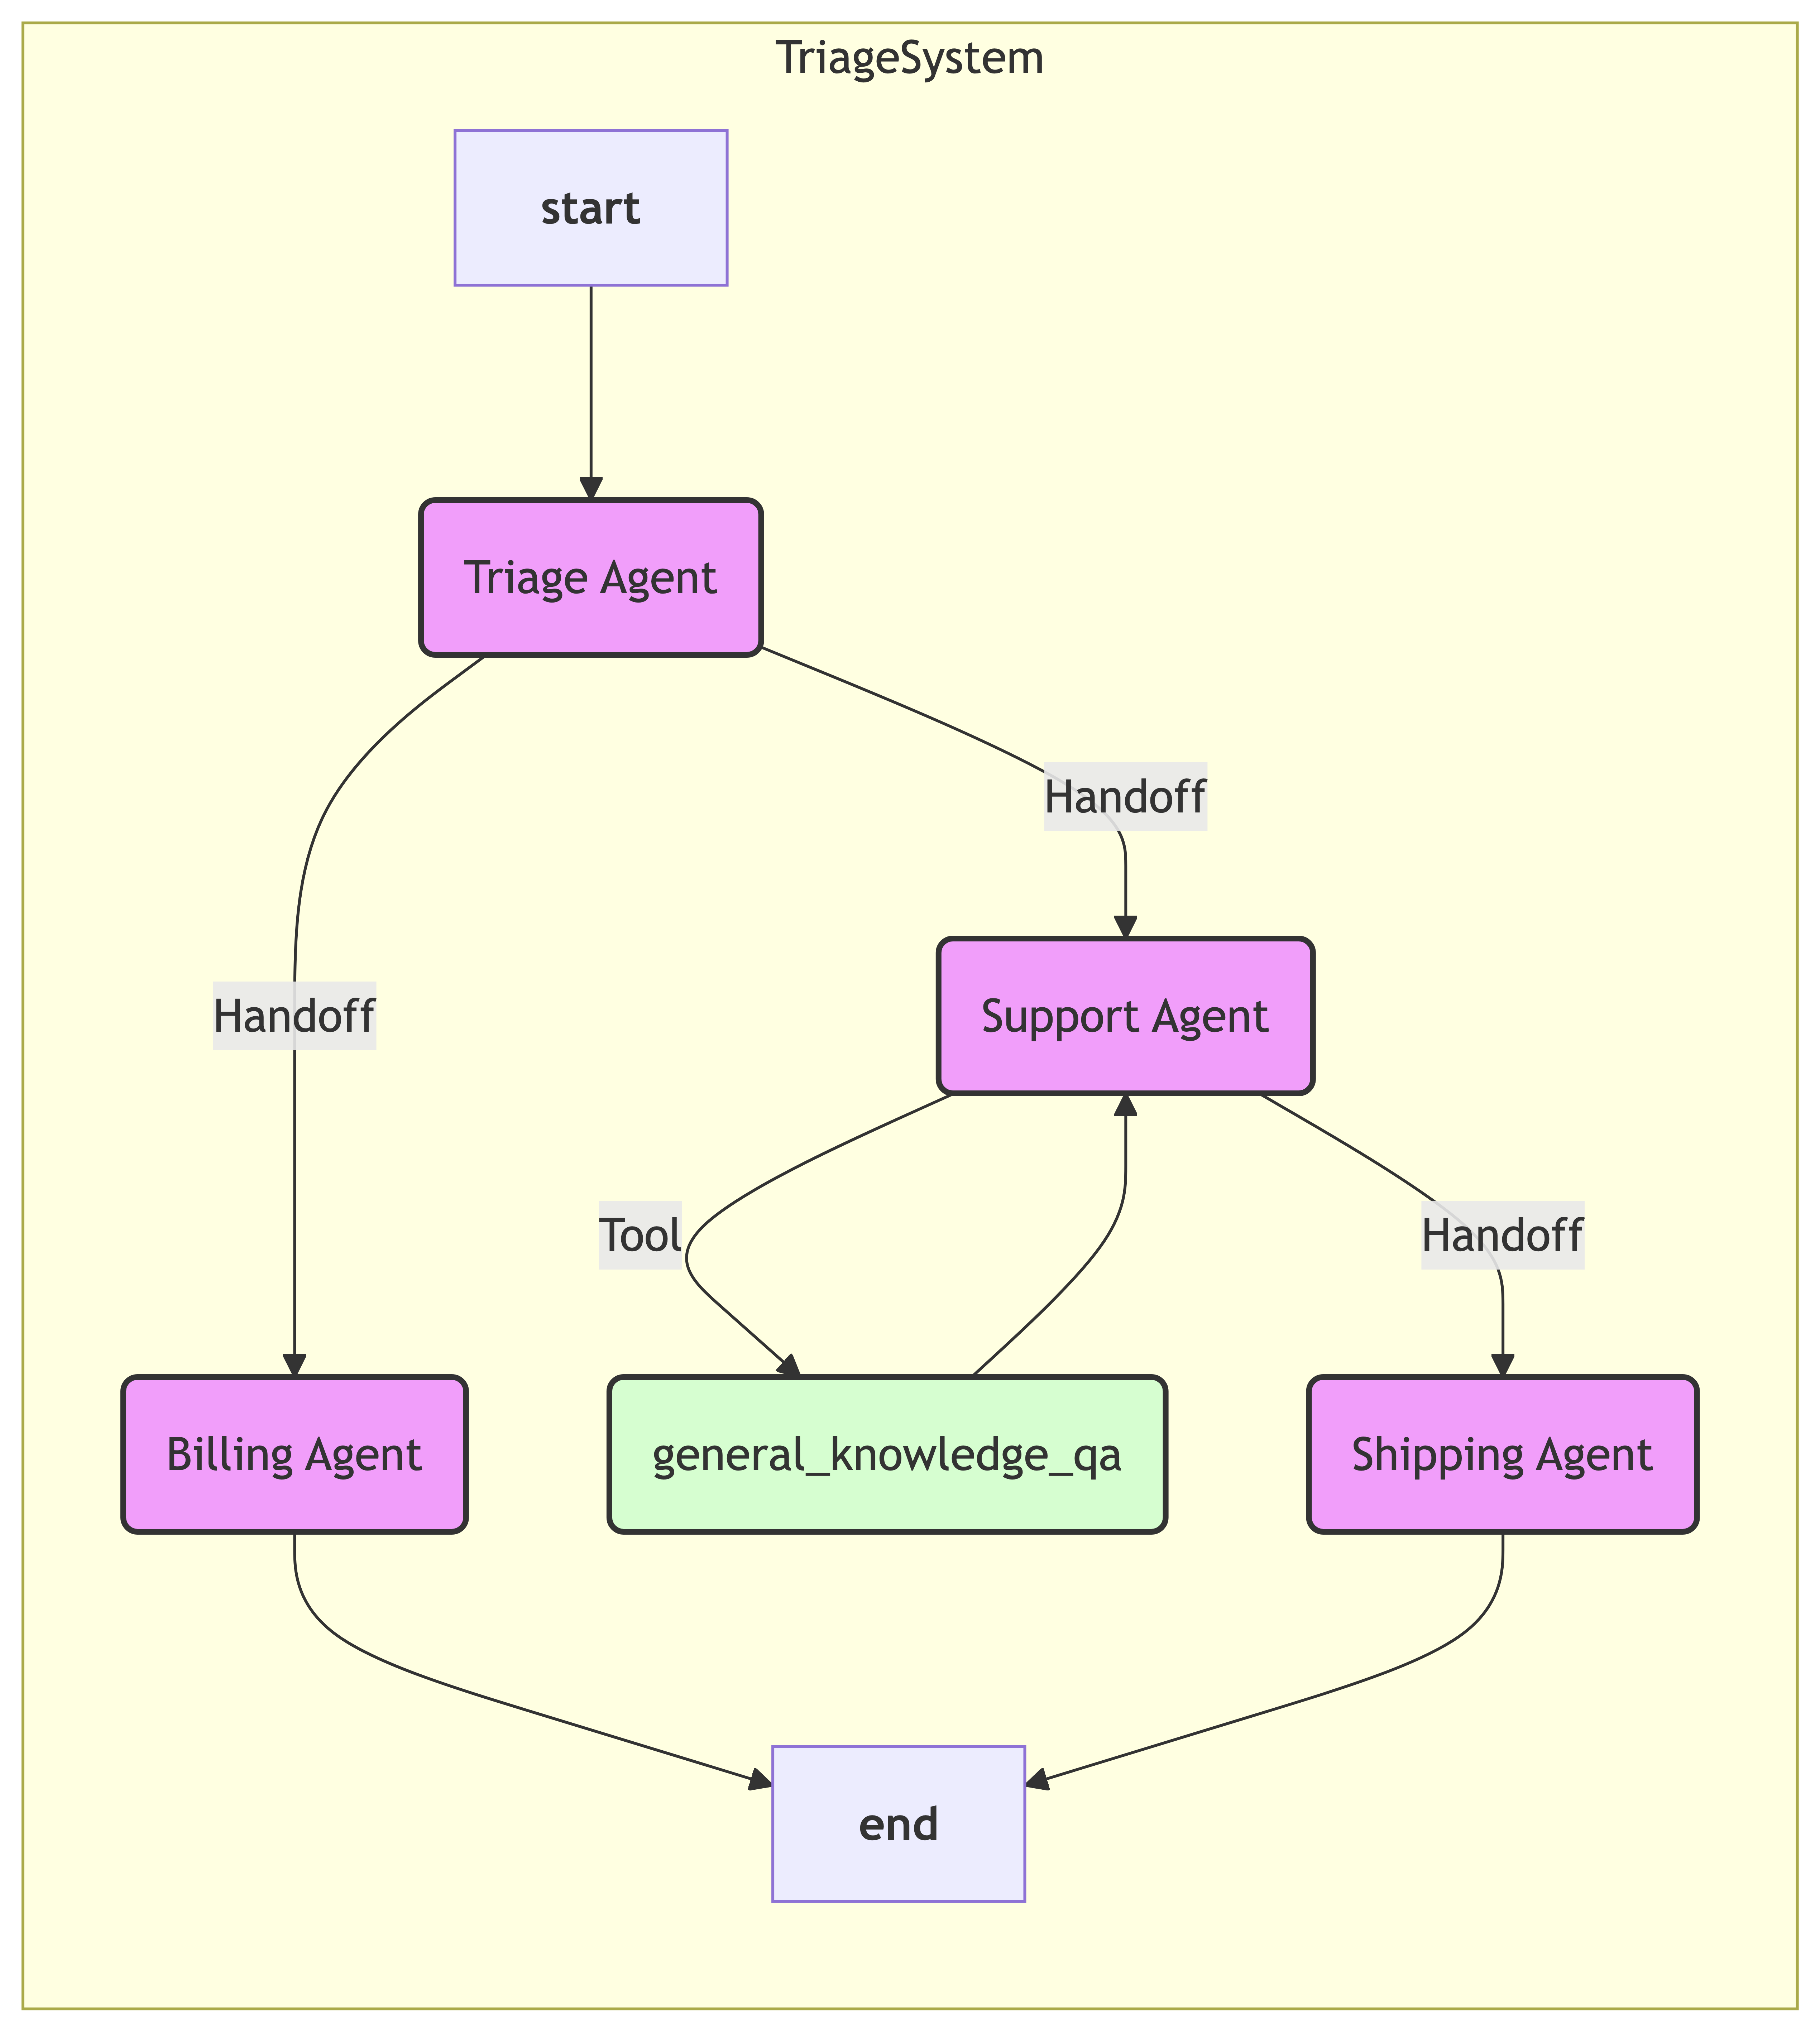 TriageSystem
start
Triage Agent
Handoff
Support Agent
Handoff
Tool
Handoff
Billing Agent
general_knowledge_qa
Shipping Agent
end